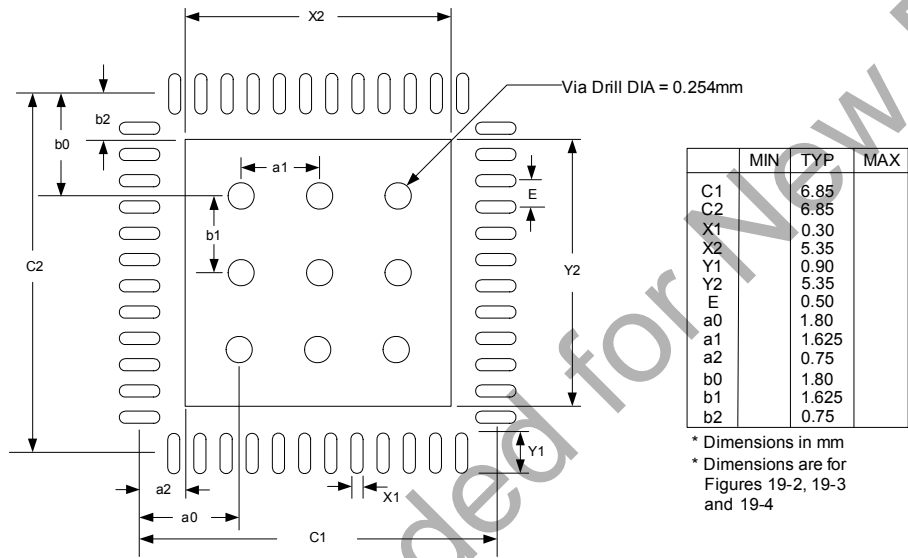 X2
Via Drill DIA = 0.254mm
b2
b0
a1
E
b1
C2
Y2
Y1
X1
a2
a0
C1
MIN TYP MAX
C1 6.85
C2 6.85
X1 0.30
X2 5.35
Y1 0.90
Y2 5.35
E 0.50
a0 1.80
a1 1.625
a2 0.75
b0 1.80
b1 1.625
b2 0.75
* Dimensions in mm
* Dimensions are for
Figures 19-2, 19-3
and 19-4
ded for New